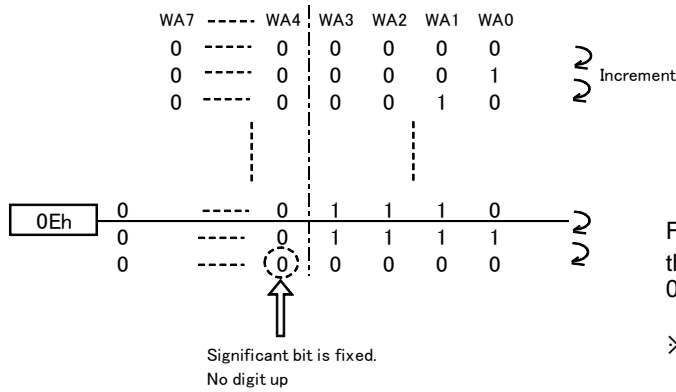 WA7 ----- WA4 WA3 WA2 WA1 WA0
0 ---- 0 0 0 0 0
0 ---- 0 0 0 0 1 Increment
0 ----- 0 0 0 1 0
0Eh 0 ---- 0 1 1 1 0
0 ---- 0 1 1 1 1
0 ---- 0 0 0 0 0
Significant bit is fixed.
No digit up
※